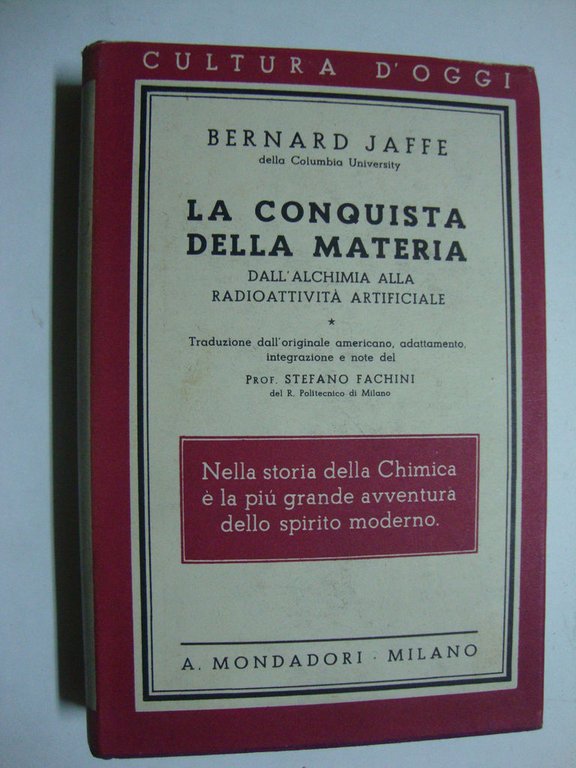 CULTURA D'OGGI
BERNARD JAFFE
della Columbia University
LA CONQUISTA
DELLA MATERIA
DALL'ALCHIMIA ALLA
RADIOATTIVITÀ ARTIFICIALE
★
Traduzione dall'originale americano, adattamento,
integrazione e note del
PROF. STEFANO FACHINI
del R. Politecnico di Milano
Nella storia della Chimica
è la piú grande avventura
dello spirito moderno.
A. MONDADORI · MILANO